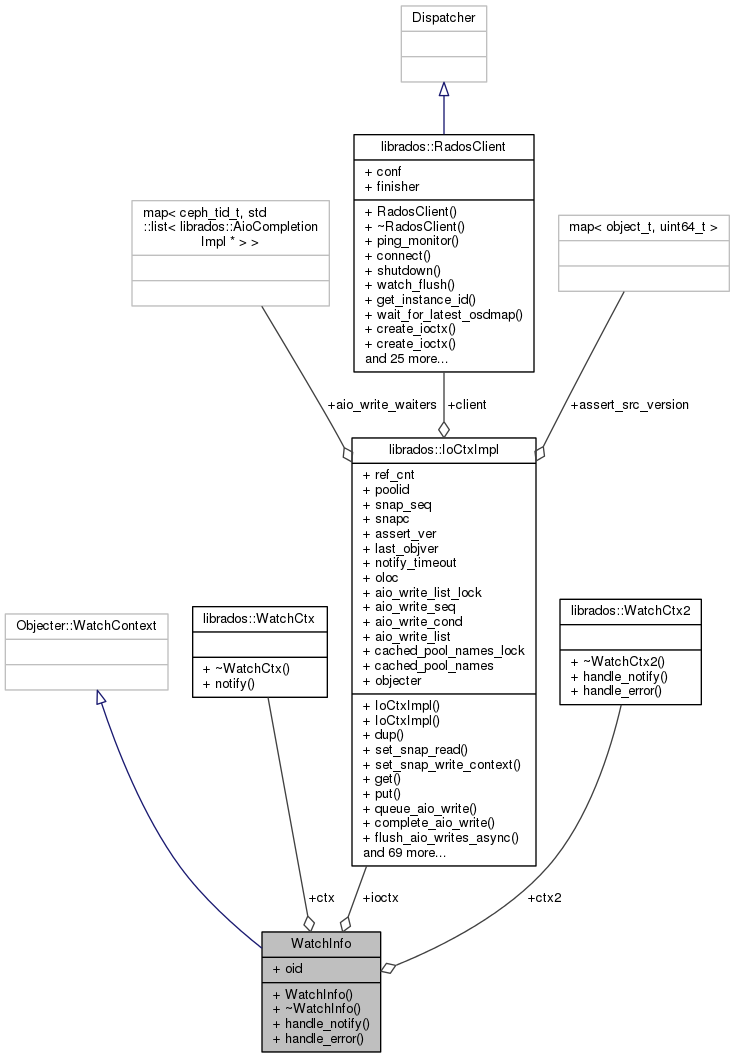 Dispatcher
librados::RadosClient
+ conf
+ finisher
+ RadosClient()
+ ~RadosClient()
+ ping_monitor()
+ connect()
+ shutdown()
+ watch_flush()
+ get_instance_id()
+ wait_for_latest_osdmap()
+ create_ioctx()
+ create_ioctx()
and 25 more...
map< ceph_tid_t, std
::list< librados::AioCompletion
Impl * > >
map< object_t, uint64_t >
+aio_write_waiters
+client
+assert_src_version
librados::IoCtxImpl
+ ref_cnt
+ poolid
+ snap_seq
+ snapc
+ assert_ver
+ last_objver
+ notify_timeout
+ oloc
+ aio_write_list_lock
+ aio_write_seq
+ aio_write_cond
+ aio_write_list
+ cached_pool_names_lock
+ cached_pool_names
+ objecter
+ IoCtxImpl()
+ IoCtxImpl()
+ dup()
+ set_snap_read()
+ set_snap_write_context()
+ get()
+ put()
+ queue_aio_write()
+ complete_aio_write()
+ flush_aio_writes_async()
and 69 more...
Objecter::WatchContext
librados::WatchCtx
+ ~WatchCtx()
+ notify()
librados::WatchCtx2
+ ~WatchCtx2()
+ handle_notify()
+ handle_error()
+ctx
+ioctx
+ctx2
WatchInfo
+ oid
+ WatchInfo()
+ ~WatchInfo()
+ handle_notify()
+ handle_error()